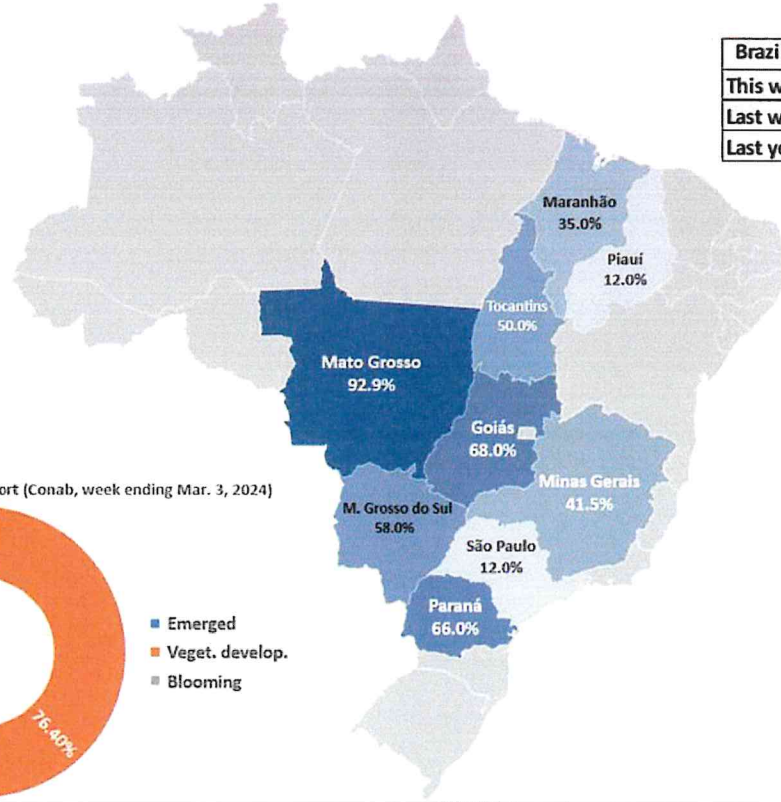 Brazi
This w
Last w
Last ye
Maranhão
35.0%
Piauí
12.0%
Tocantins
50.0%
Mato Grosso
92.9%
Goiás
68.0%
Minas Gerais
41.5%
ort (Conab, week ending Mar. 3, 2024)
M. Grosso do Sul
58.0%
São Paulo
12.0%
Paraná
66.0%
Emerged
Veget. develop.
Blooming
76.40%